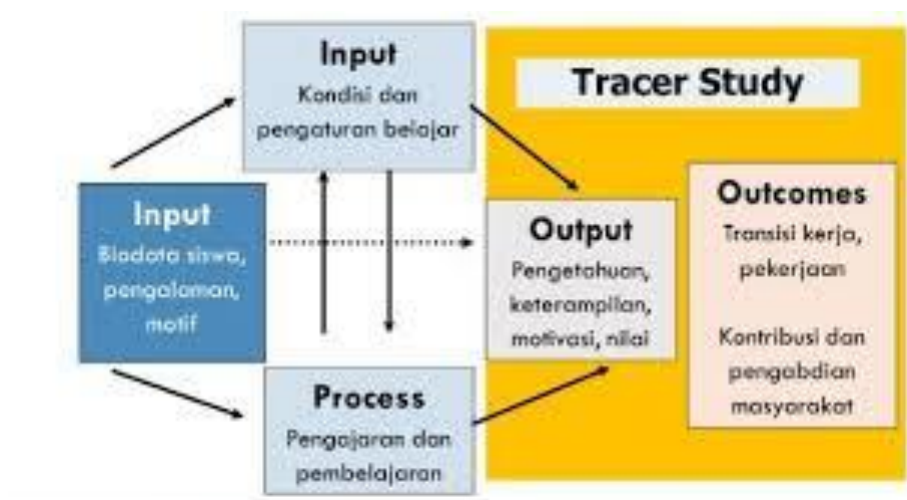 Input
Kondisi dan
pengaturan belajar
Tracer Study
Input
Biodata siswa,
pengalaman,
motif
Output
Pengetahuan,
keterampilan,
motivasi, nilai
Outcomes
Transisi kerja,
pekerjaan
Kontribusi dan
pengabdian
masyarakat
Process
Pengajaran dan
pembelajaran